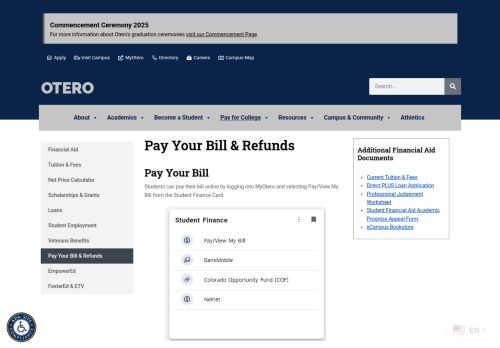 Commencement Ceremony 2025
For more information about Otero's graduation ceremonies visit our Commencement Page
Apply
Visit Campus
MyOtero
Directory
Careers
Campus Map
OTERO
Search...
About
Academics
Become a Student
Pay for College
Resources
Campus & Community
Athletics
Financial Aid
Tuition & Fees
Net Price Calculator
Scholarships & Grants
Loans
Student Employment
Veterans Benefits
Pay Your Bill & Refunds
EmpowerEd
FosterEd & ETV
Pay Your Bill & Refunds
Pay Your Bill
Students can pay their bill online by logging into MyOtero and selecting Pay/View My
Bill from the Student Finance Card.
Student Finance
Pay/View My Bill
BankMobile
Colorado Opportunity Fund (COF)
Nelnet
Additional Financial Aid
Documents
Current Tuition & Fees
Direct PLUS Loan Application
Professional Judgement
Worksheet
Student Financial Aid Academic
Progress Appeal Form
eCampus Bookstore
EN